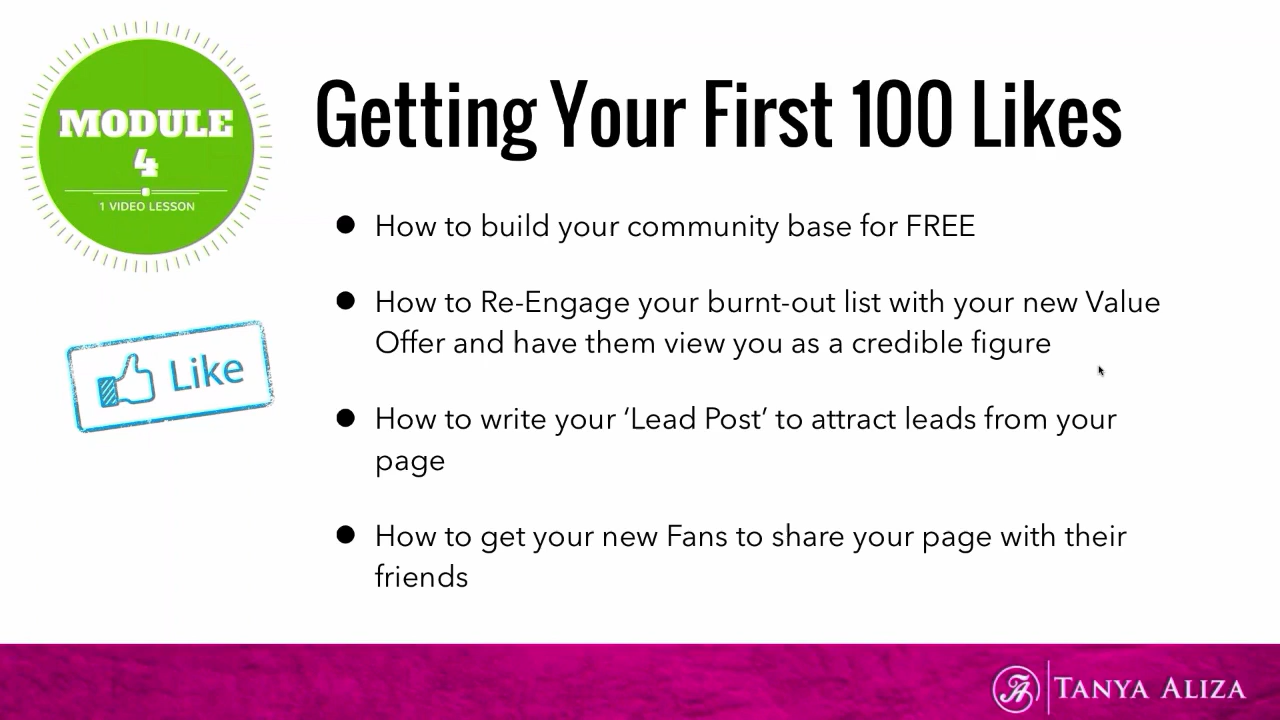 MODULE
4
1 VIDEO LESSON
Getting Your First 100 Likes
How to build your community base for FREE
How to Re-Engage your burnt-out list with your new Value
Offer and have them view you as a credible figure
Like
How to write your ‘Lead Post’ to attract leads from your
page
How to get your new Fans to share your page with their
friends
TA
TANYA ALIZA